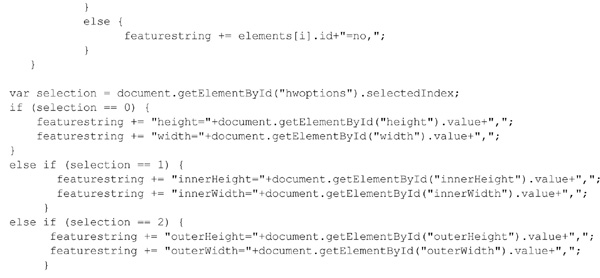 }
else {
featurestring += elements[i].id+"=no,";
}
}
var selection = document.getElementById("hwoptions").selectedIndex;
if (selection == 0) {
featurestring += "height="+document.getElementById("height").value+",";
featurestring += "width="+document.getElementById("width").value+",";
}
else if (selection == 1) {
featurestring += "innerHeight="+document.getElementById("innerHeight").value+",";
featurestring += "innerWidth="+document.getElementById("innerWidth").value+",";
}
else if (selection == 2) {
featurestring += "outerHeight="+document.getElementById("outerHeight").value+",";
featurestring += "outerWidth="+document.getElementById("outerWidth").value+",";
}